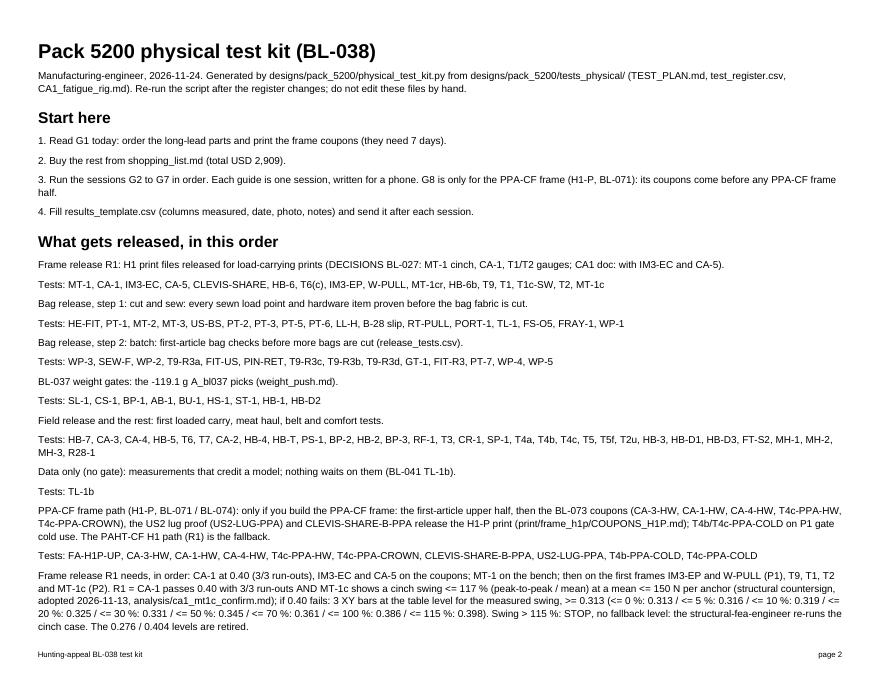 Pack 5200 physical test kit (BL-038)
Manufacturing-engineer, 2026-11-24. Generated by designs/pack_5200/physical_test_kit.py from designs/pack_5200/tests_physical/ (TEST_PLAN.md, test_register.csv,
CA1_fatigue_rig.md). Re-run the script after the register changes; do not edit these files by hand.
Start here
1. Read G1 today: order the long-lead parts and print the frame coupons (they need 7 days).
2. Buy the rest from shopping_list.md (total USD 2,909).
3. Run the sessions G2 to G7 in order. Each guide is one session, written for a phone. G8 is only for the PPA-CF frame (H1-P, BL-071): its coupons come before any PPA-CF frame
half.
4. Fill results_template.csv (columns measured, date, photo, notes) and send it after each session.
What gets released, in this order
Frame release R1: H1 print files released for load-carrying prints (DECISIONS BL-027: MT-1 cinch, CA-1, T1/T2 gauges; CA1 doc: with IM3-EC and CA-5).
Tests: MT-1, CA-1, IM3-EC, CA-5, CLEVIS-SHARE, HB-6, T6(c), IM3-EP, W-PULL, MT-1cr, HB-6b, T9, T1, T1c-SW, T2, MT-1c
Bag release, step 1: cut and sew: every sewn load point and hardware item proven before the bag fabric is cut.
Tests: HE-FIT, PT-1, MT-2, MT-3, US-BS, PT-2, PT-3, PT-5, PT-6, LL-H, B-28 slip, RT-PULL, PORT-1, TL-1, FS-O5, FRAY-1, WP-1
Bag release, step 2: batch: first-article bag checks before more bags are cut (release_tests.csv).
Tests: WP-3, SEW-F, WP-2, T9-R3a, FIT-US, PIN-RET, T9-R3c, T9-R3b, T9-R3d, GT-1, FIT-R3, PT-7, WP-4, WP-5
BL-037 weight gates: the -119.1 g A_bl037 picks (weight_push.md).
Tests: SL-1, CS-1, BP-1, AB-1, BU-1, HS-1, ST-1, HB-1, HB-D2
Field release and the rest: first loaded carry, meat haul, belt and comfort tests.
Tests: HB-7, CA-3, CA-4, HB-5, T6, T7, CA-2, HB-4, HB-T, PS-1, BP-2, HB-2, BP-3, RF-1, T3, CR-1, SP-1, T4a, T4b, T4c, T5, T5f, T2u, HB-3, HB-D1, HB-D3, FT-S2, MH-1, MH-2,
MH-3, R28-1
Data only (no gate): measurements that credit a model; nothing waits on them (BL-041 TL-1b).
Tests: TL-1b
PPA-CF frame path (H1-P, BL-071 / BL-074): only if you build the PPA-CF frame: the first-article upper half, then the BL-073 coupons (CA-3-HW, CA-1-HW, CA-4-HW, T4c-PPA-HW,
T4c-PPA-CROWN), the US2 lug proof (US2-LUG-PPA) and CLEVIS-SHARE-B-PPA release the H1-P print (print/frame_h1p/COUPONS_H1P.md); T4b/T4c-PPA-COLD on P1 gate
cold use. The PAHT-CF H1 path (R1) is the fallback.
Tests: FA-H1P-UP, CA-3-HW, CA-1-HW, CA-4-HW, T4c-PPA-HW, T4c-PPA-CROWN, CLEVIS-SHARE-B-PPA, US2-LUG-PPA, T4b-PPA-COLD, T4c-PPA-COLD
Frame release R1 needs, in order: CA-1 at 0.40 (3/3 run-outs), IM3-EC and CA-5 on the coupons; MT-1 on the bench; then on the first frames IM3-EP and W-PULL (P1), T9, T1, T2
and MT-1c (P2). R1 = CA-1 passes 0.40 with 3/3 run-outs AND MT-1c shows a cinch swing <= 117 % (peak-to-peak / mean) at a mean <= 150 N per anchor (structural countersign,
adopted 2026-11-13, analysis/ca1_mt1c_confirm.md); if 0.40 fails: 3 XY bars at the table level for the measured swing, >= 0.313 (<= 0 %: 0.313 / <= 5 %: 0.316 / <= 10 %: 0.319 / <=
20 %: 0.325 / <= 30 %: 0.331 / <= 50 %: 0.345 / <= 70 %: 0.361 / <= 100 %: 0.386 / <= 115 %: 0.398). Swing > 115 %: STOP, no fallback level: the structural-fea-engineer re-runs the
cinch case. The 0.276 / 0.404 levels are retired.
Hunting-appeal BL-038 test kit
page 2